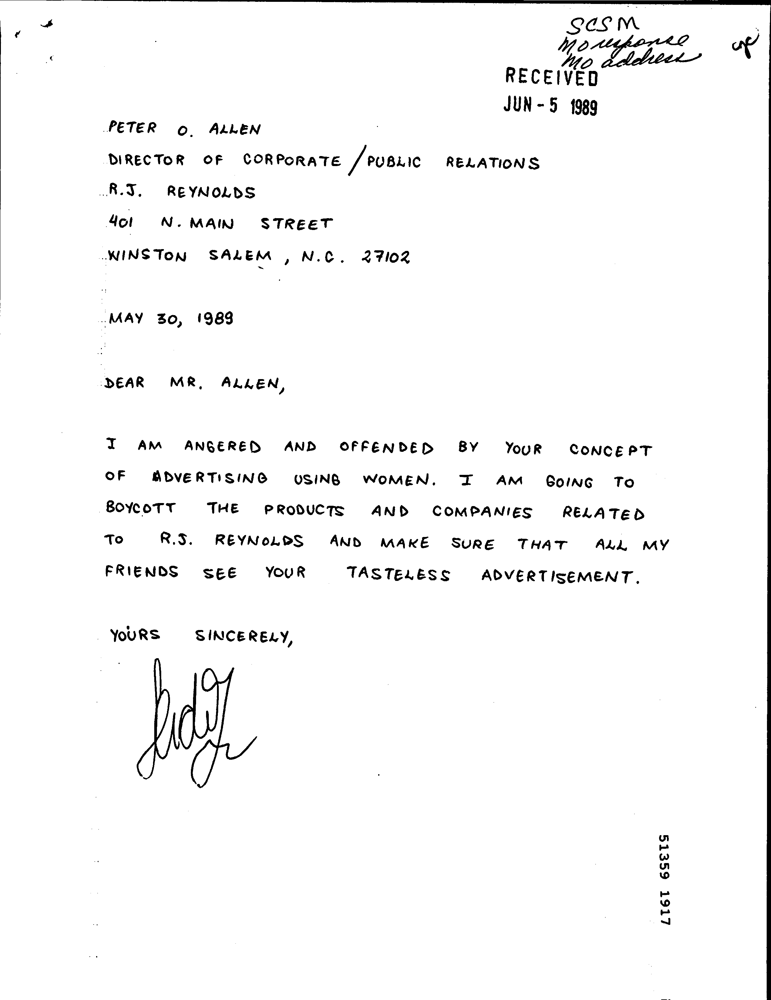 SCSM
No response
No address
RECEIVED
JUN - 5 1989
PETER O. ALLEN
DIRECTOR OF CORPORATE / PUBLIC RELATIONS
R.J. REYNOLDS
401 N. MAIN STREET
WINSTON SALEM, N.C. 27102
MAY 30, 1989
DEAR MR. ALLEN,
I AM ANGERED AND OFFENDED BY YOUR CONCEPT
OF ADVERTISING USING WOMEN. I AM GOING TO
BOYCOTT THE PRODUCTS AND COMPANIES RELATED
TO R.J. REYNOLDS AND MAKE SURE THAT ALL MY
FRIENDS SEE YOUR TASTELESS ADVERTISEMENT.
YOURS SINCERELY,
51359 1917